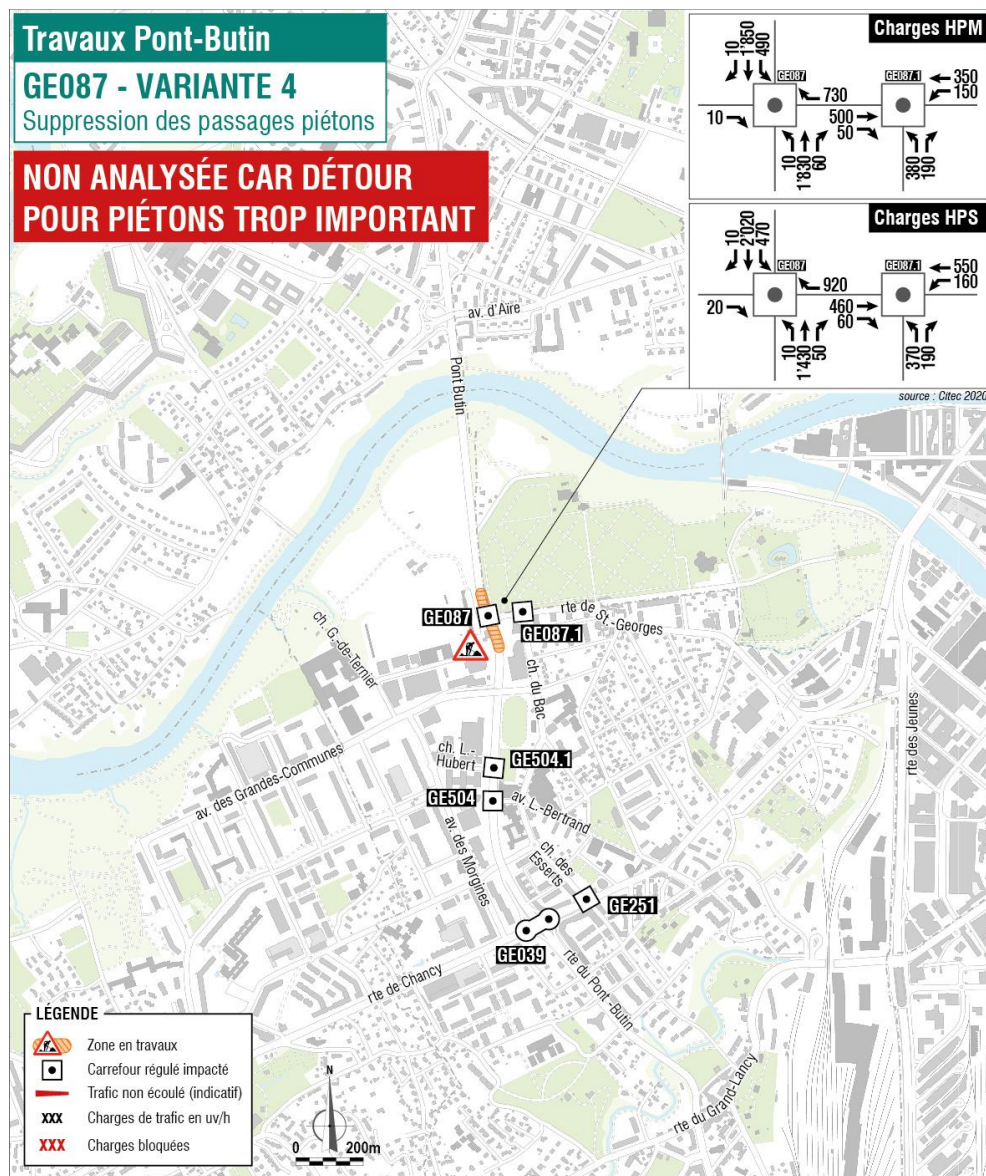 Travaux Pont-Butin
GE087 - VARIANTE 4
Suppression des passages piétons
NON ANALYSÉE CAR DÉTOUR
POUR PIÉTONS TROP IMPORTANT
Charges HPM
10
1'850
490
GE087
730
10
10
1'830
60
GE087.1
350
150
500
50
380
190
Charges HPS
10
2'020
470
GE087
920
20
10
1'430
50
GE087.1
550
160
460
60
370
190
source : Citec 2020
av. d'Aïre
Pont Butin
GE087
GE087.1
rte de St.-Georges
ch. G.-de-Ternier
ch. du Bac
rte des Jeunes
av. des Grandes-Communes
ch. L.-
Hubert
GE504.1
GE504
av. L.-Bertrand
av. des Morgines
ch. des
Esserts
GE251
GE039
rte de Chancy
rte du Pont -Butin
rte du Grand-Lancy
LÉGENDE
Zone en travaux
Carrefour régulé impacté
Trafic non écoulé (indicatif)
XXX Charges de trafic en uv/h
XXX Charges bloquées
N
0 200m